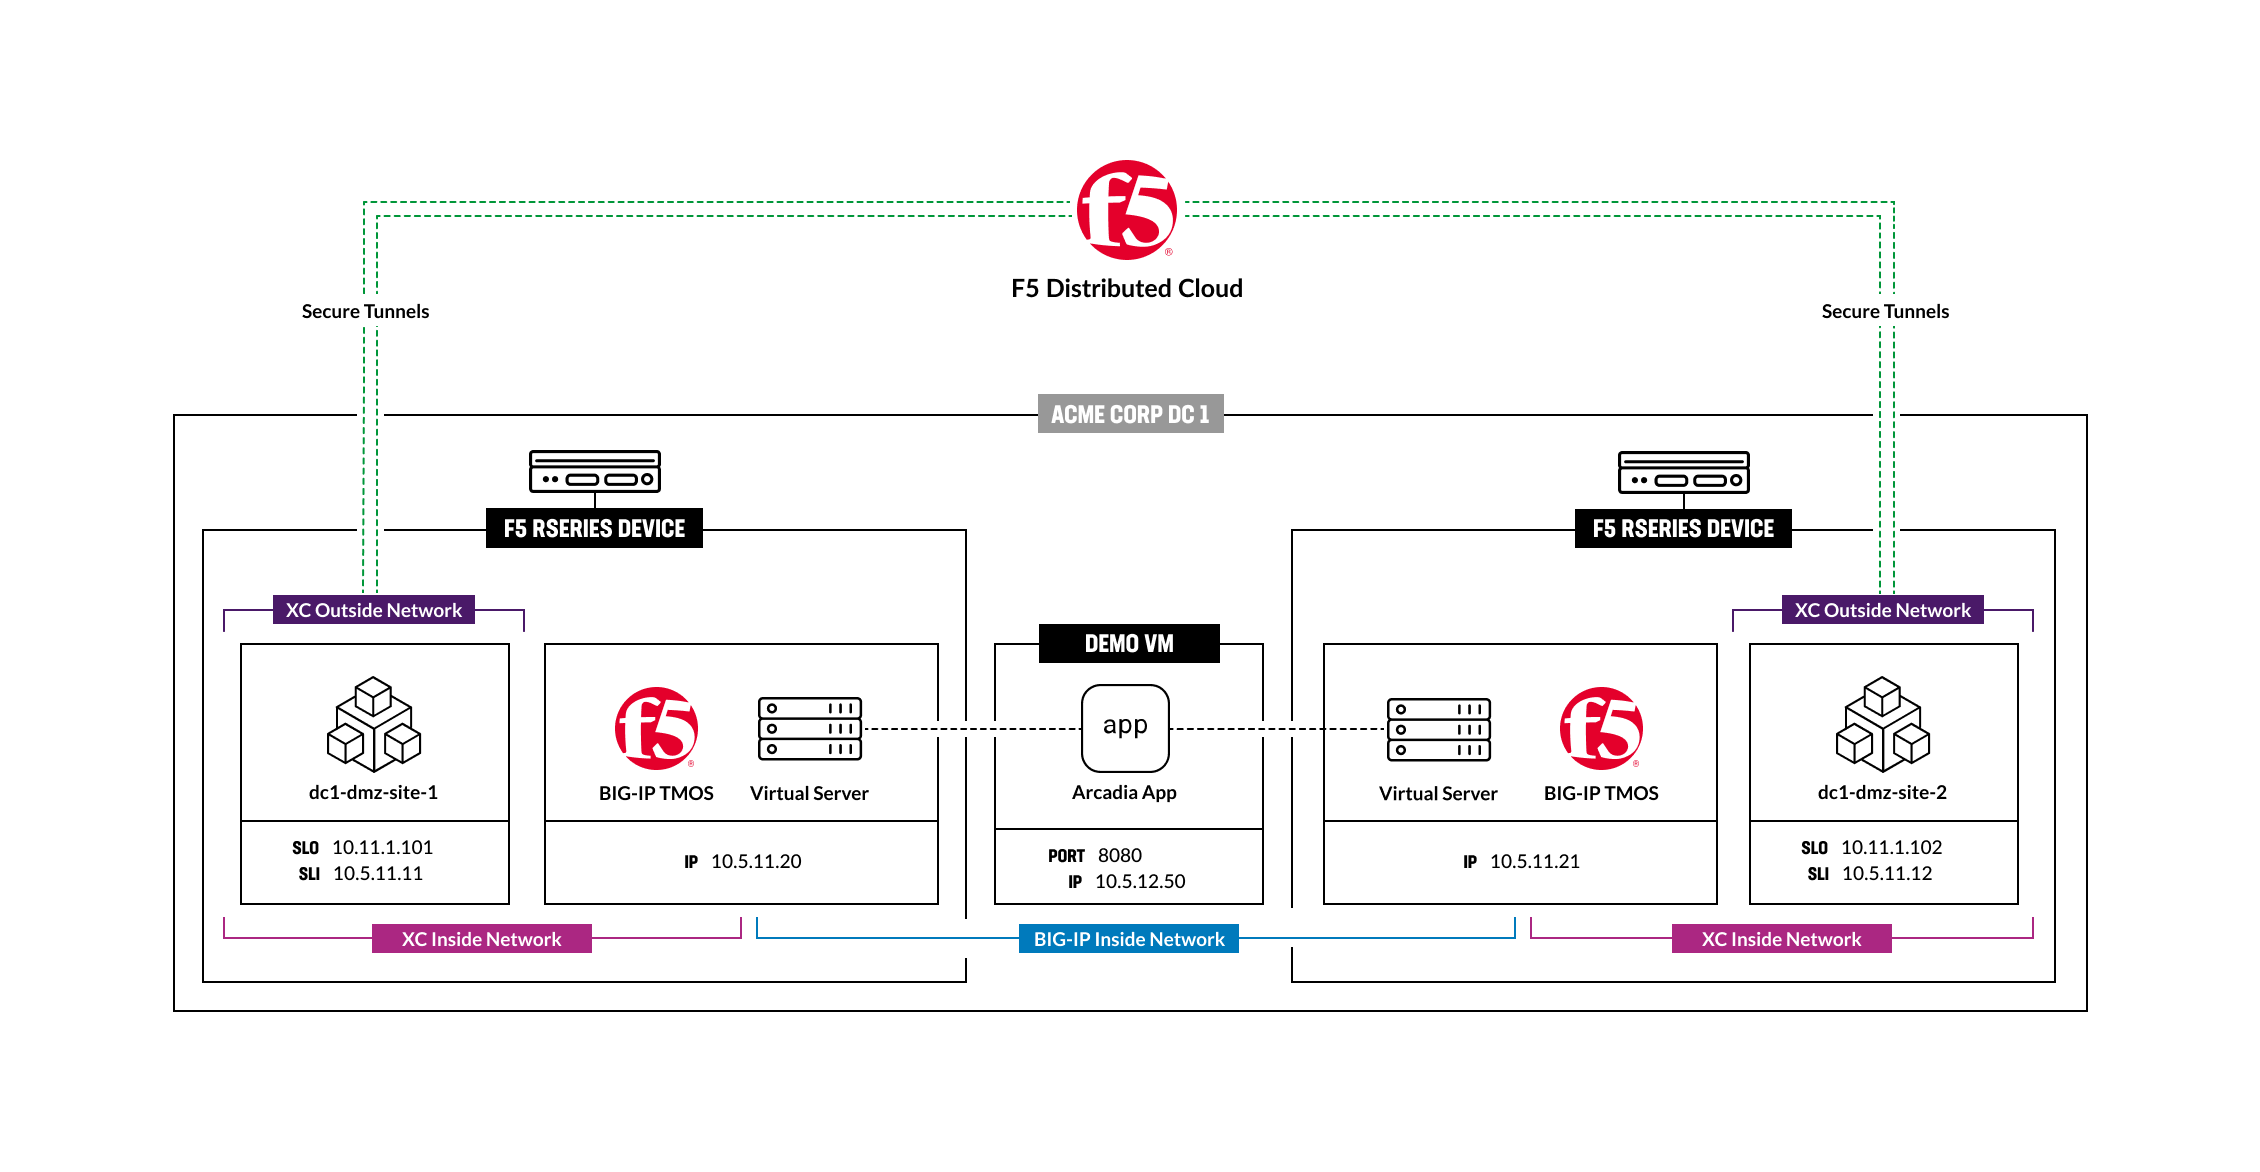 f5
®
F5 Distributed Cloud
Secure Tunnels
Secure Tunnels
ACME CORP DC 1
F5 RSERIES DEVICE
F5 RSERIES DEVICE
XC Outside Network
XC Outside Network
DEMO VM
dc1-dmz-site-1
SLO 10.11.1.101
SLI 10.5.11.11
f5
®
BIG-IP TMOS
Virtual Server
IP 10.5.11.20
app
Arcadia App
PORT 8080
IP 10.5.12.50
Virtual Server
f5
®
BIG-IP TMOS
IP 10.5.11.21
dc1-dmz-site-2
SLO 10.11.1.102
SLI 10.5.11.12
XC Inside Network
BIG-IP Inside Network
XC Inside Network